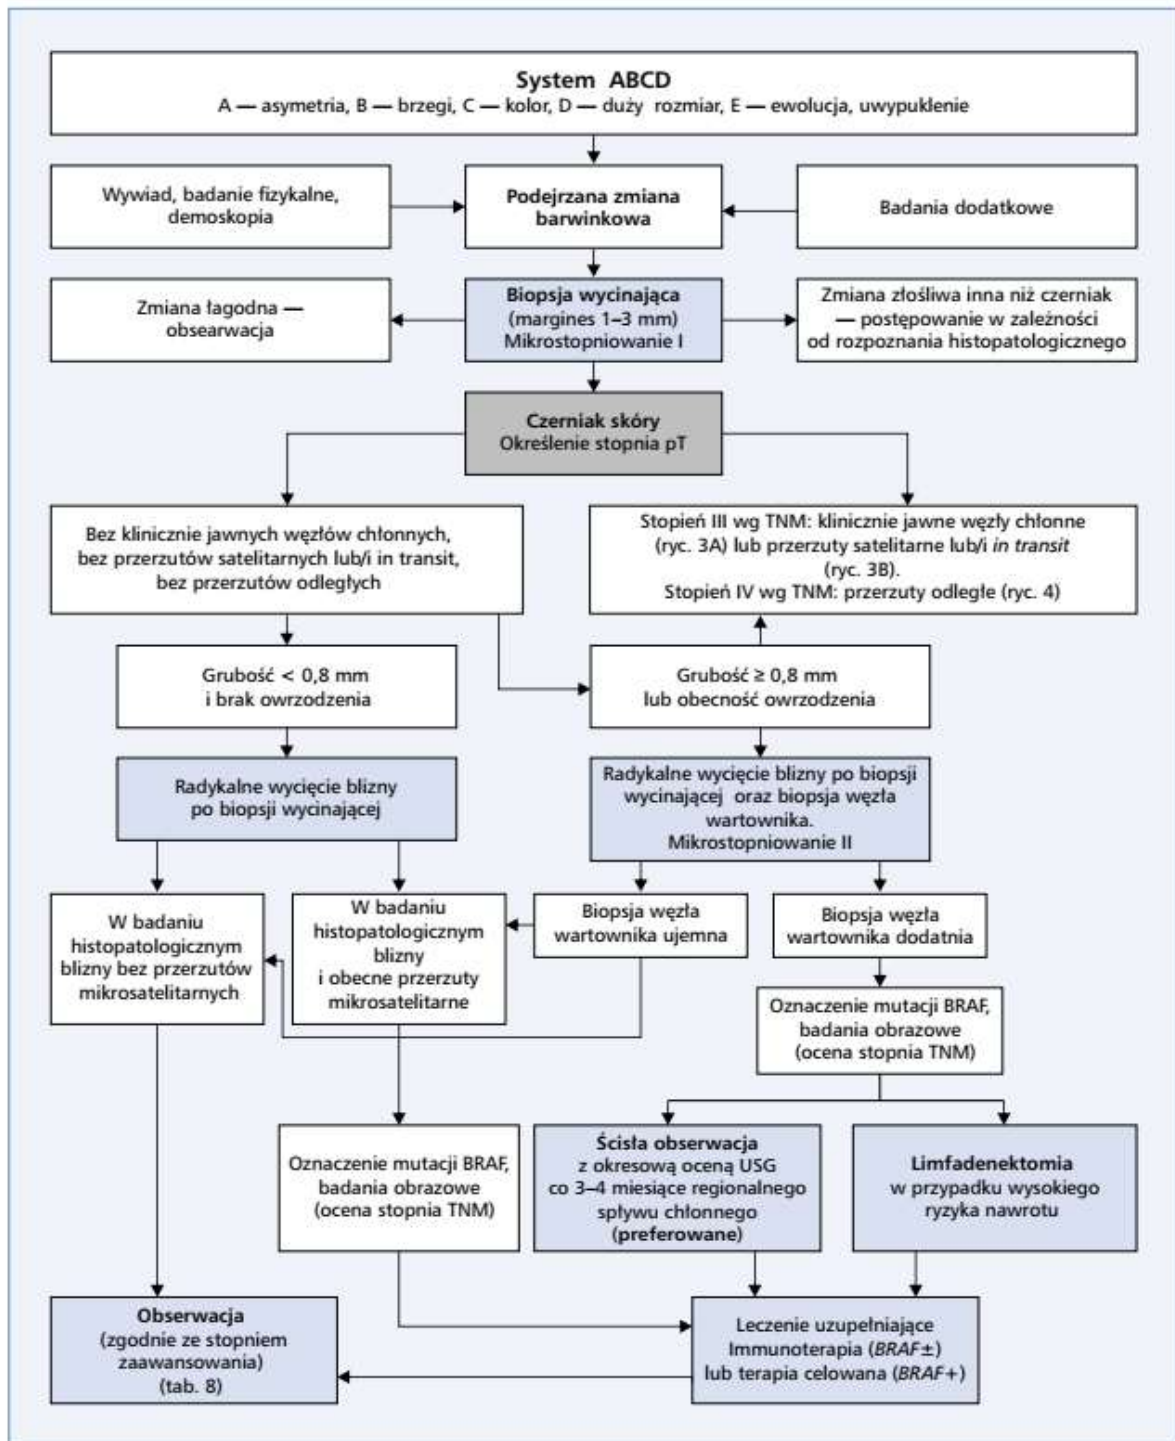 System ABCD
A — asymetria, B — brzegi, C — kolor, D — duży rozmiar, E — ewolucja, uwypuklenie
Wywiad, badanie fizykalne,
demoskopia
Podejrzana zmiana
barwinkowa
Badania dodatkowe
Zmiana łagodna —
obsearwacja
Biopsja wycinająca
(margines 1–3 mm)
Mikrostopniowanie I
Zmiana złośliwa inna niż czerniak
— postępowanie w zależności
od rozpoznania histopatologicznego
Czerniak skóry
Określenie stopnia pT
Bez klinicznie jawnych węzłów chłonnych,
bez przerzutów satelitarnych lub/i in transit,
bez przerzutów odległych
Stopień III wg TNM: klinicznie jawne węzły chłonne
(ryc. 3A) lub przerzuty satelitarne lub/i in transit
(ryc. 3B).
Stopień IV wg TNM: przerzuty odległe (ryc. 4)
Grubość < 0,8 mm
i brak owrzodzenia
Grubość ≥ 0,8 mm
lub obecność owrzodzenia
Radykalne wycięcie blizny
po biopsji wycinającej
Radykalne wycięcie blizny po biopsji
wycinającej oraz biopsja węzła
wartownika.
Mikrostopniowanie II
W badaniu
histopatologicznym
blizny bez przerzutów
mikrosatelitarnych
W badaniu
histopatologicznym
blizny
i obecne przerzuty
mikrosatelitarne
Biopsja węzła
wartownika ujemna
Biopsja węzła
wartownika dodatnia
Oznaczenie mutacji BRAF,
badania obrazowe
(ocena stopnia TNM)
Oznaczenie mutacji BRAF,
badania obrazowe
(ocena stopnia TNM)
Ścisła obserwacja
z okresową oceną USG
co 3–4 miesiące regionalnego
spływu chłonnego
(preferowane)
Limfadenektomia
w przypadku wysokiego
ryzyka nawrotu
Obserwacja
(zgodnie ze stopniem
zaawansowania)
(tab. 8)
Leczenie uzupełniające
Immunoterapia (BRAF±)
lub terapia celowana (BRAF+)